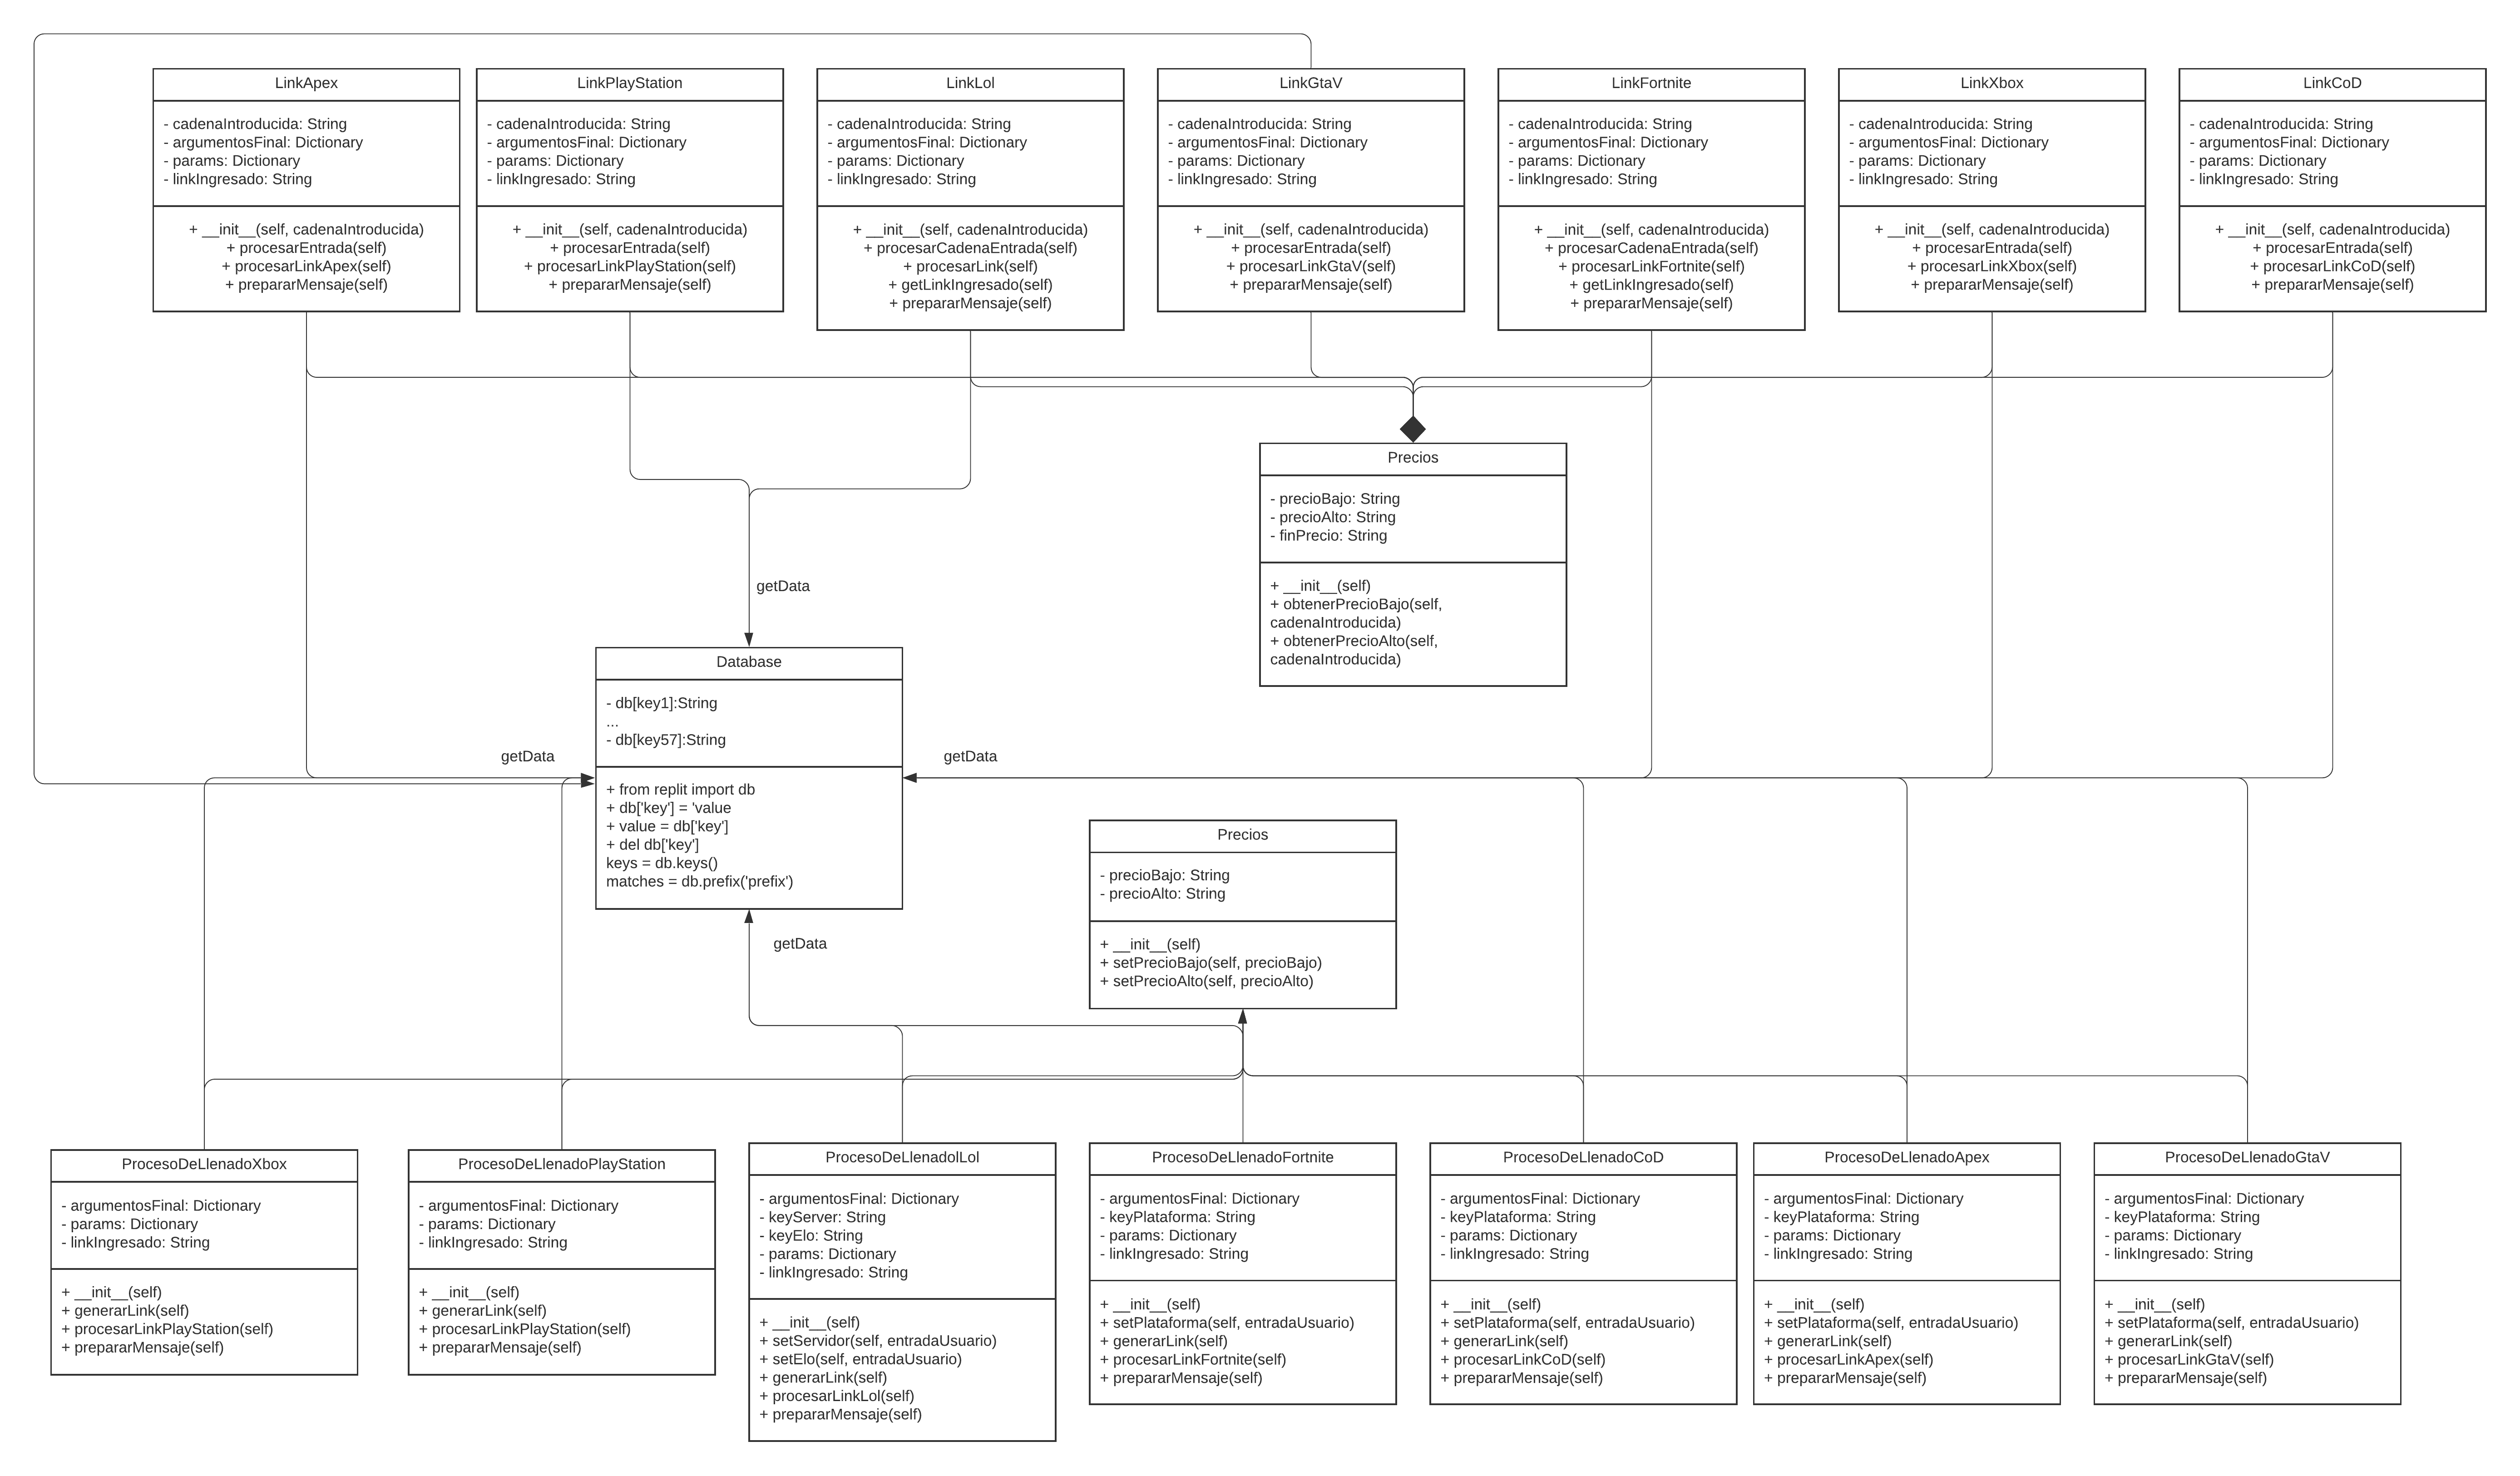 LinkApex
- cadenaIntroducida: String
- argumentosFinal: Dictionary
- params: Dictionary
- linkIngresado: String
+ __init__(self, cadenaIntroducida)
+ procesarEntrada(self)
+ procesarLinkApex(self)
+ prepararMensaje(self)
LinkPlayStation
- cadenaIntroducida: String
- argumentosFinal: Dictionary
- params: Dictionary
- linkIngresado: String
+ __init__(self, cadenaIntroducida)
+ procesarEntrada(self)
+ procesarLinkPlayStation(self)
+ prepararMensaje(self)
LinkLol
- cadenaIntroducida: String
- argumentosFinal: Dictionary
- params: Dictionary
- linkIngresado: String
+ __init__(self, cadenaIntroducida)
+ procesarCadenaEntrada(self)
+ procesarLink(self)
+ getLinkIngresado(self)
+ prepararMensaje(self)
LinkGtaV
- cadenaIntroducida: String
- argumentosFinal: Dictionary
- params: Dictionary
- linkIngresado: String
+ __init__(self, cadenaIntroducida)
+ procesarEntrada(self)
+ procesarLinkGtaV(self)
+ prepararMensaje(self)
LinkFortnite
- cadenaIntroducida: String
- argumentosFinal: Dictionary
- params: Dictionary
- linkIngresado: String
+ __init__(self, cadenaIntroducida)
+ procesarCadenaEntrada(self)
+ procesarLinkFortnite(self)
+ getLinkIngresado(self)
+ prepararMensaje(self)
LinkXbox
- cadenaIntroducida: String
- argumentosFinal: Dictionary
- params: Dictionary
- linkIngresado: String
+ __init__(self, cadenaIntroducida)
+ procesarEntrada(self)
+ procesarLinkXbox(self)
+ prepararMensaje(self)
LinkCoD
- cadenaIntroducida: String
- argumentosFinal: Dictionary
- params: Dictionary
- linkIngresado: String
+ __init__(self, cadenaIntroducida)
+ procesarEntrada(self)
+ procesarLinkCoD(self)
+ prepararMensaje(self)
Precios
- precioBajo: String
- precioAlto: String
- finPrecio: String
+ __init__(self)
+ obtenerPrecioBajo(self,
cadenaIntroducida)
+ obtenerPrecioAlto(self,
cadenaIntroducida)
getData
Database
- db[key1]:String
...
- db[key57]:String
+ from replit import db
+ db['key'] = 'value
+ value = db['key']
+ del db['key']
keys = db.keys()
matches = db.prefix('prefix')
getData
getData
getData
Precios
- precioBajo: String
- precioAlto: String
+ __init__(self)
+ setPrecioBajo(self, precioBajo)
+ setPrecioAlto(self, precioAlto)
ProcesoDeLlenadoXbox
- argumentosFinal: Dictionary
- params: Dictionary
- linkIngresado: String
+ __init__(self)
+ generarLink(self)
+ procesarLinkPlayStation(self)
+ prepararMensaje(self)
ProcesoDeLlenadoPlayStation
- argumentosFinal: Dictionary
- params: Dictionary
- linkIngresado: String
+ __init__(self)
+ generarLink(self)
+ procesarLinkPlayStation(self)
+ prepararMensaje(self)
ProcesoDeLlenadolLol
- argumentosFinal: Dictionary
- keyServer: String
- keyElo: String
- params: Dictionary
- linkIngresado: String
+ __init__(self)
+ setServidor(self, entradaUsuario)
+ setElo(self, entradaUsuario)
+ generarLink(self)
+ procesarLinkLol(self)
+ prepararMensaje(self)
ProcesoDeLlenadoFortnite
- argumentosFinal: Dictionary
- keyPlataforma: String
- params: Dictionary
- linkIngresado: String
+ __init__(self)
+ setPlataforma(self, entradaUsuario)
+ generarLink(self)
+ procesarLinkFortnite(self)
+ prepararMensaje(self)
ProcesoDeLlenadoCoD
- argumentosFinal: Dictionary
- keyPlataforma: String
- params: Dictionary
- linkIngresado: String
+ __init__(self)
+ setPlataforma(self, entradaUsuario)
+ generarLink(self)
+ procesarLinkCoD(self)
+ prepararMensaje(self)
ProcesoDeLlenadoApex
- argumentosFinal: Dictionary
- keyPlataforma: String
- params: Dictionary
- linkIngresado: String
+ __init__(self)
+ setPlataforma(self, entradaUsuario)
+ generarLink(self)
+ procesarLinkApex(self)
+ prepararMensaje(self)
ProcesoDeLlenadoGtaV
- argumentosFinal: Dictionary
- keyPlataforma: String
- params: Dictionary
- linkIngresado: String
+ __init__(self)
+ setPlataforma(self, entradaUsuario)
+ generarLink(self)
+ procesarLinkGtaV(self)
+ prepararMensaje(self)